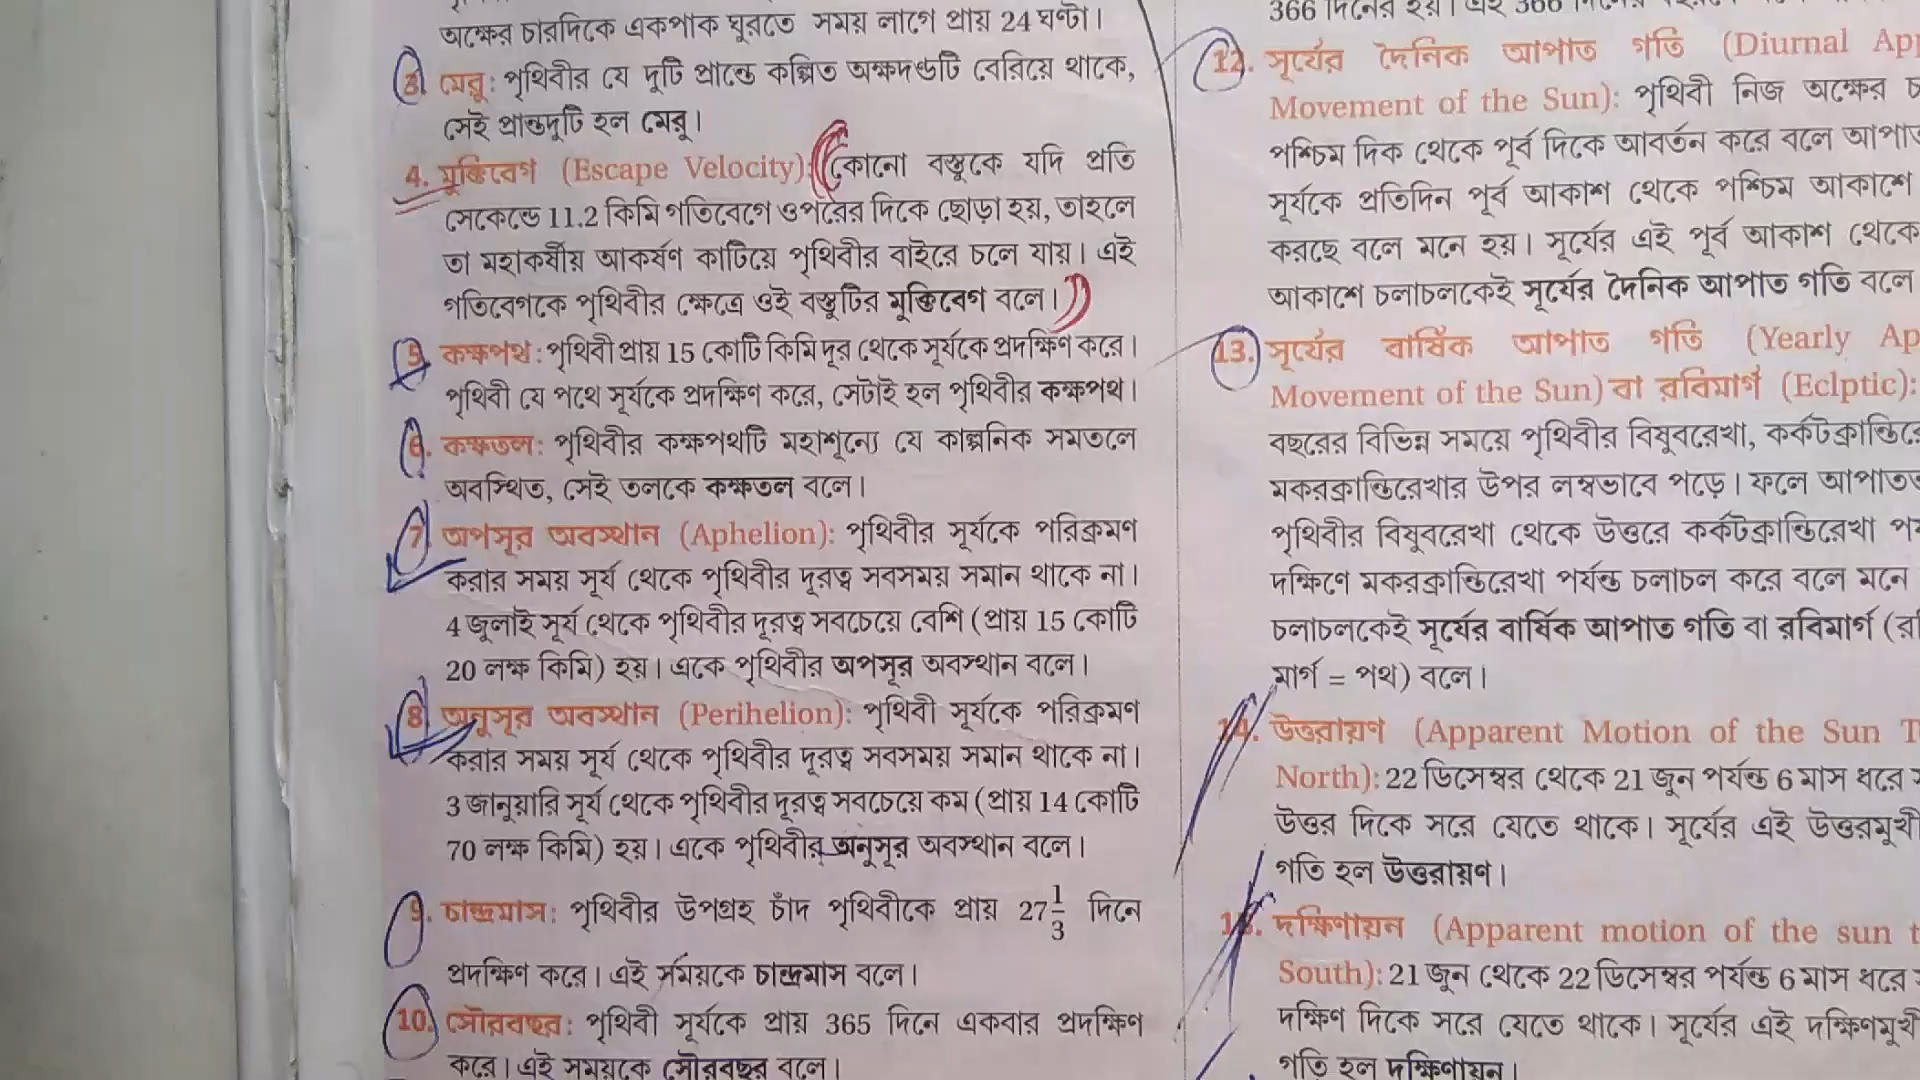 অক্ষের চারদিকে একপাক ঘুরতে সময় লাগে প্রায় 24 ঘণ্টা।
3. মেরু: পৃথিবীর যে দুটি প্রান্তে কল্পিত অক্ষদণ্ডটি বেরিয়ে থাকে,
সেই প্রান্তদুটি হল মেরু।
4. মুক্তিবেগ (Escape Velocity): কোনো বস্তুকে যদি প্রতি
সেকেন্ডে 11.2 কিমি গতিবেগে ওপরের দিকে ছোড়া হয়, তাহলে
তা মহাকর্ষীয় আকর্ষণ কাটিয়ে পৃথিবীর বাইরে চলে যায়। এই
গতিবেগকে পৃথিবীর ক্ষেত্রে ওই বস্তুটির মুক্তিবেগ বলে।
5. কক্ষপথ: পৃথিবী প্রায় 15 কোটি কিমি দূর থেকে সূর্যকে প্রদক্ষিণ করে।
পৃথিবী যে পথে সূর্যকে প্রদক্ষিণ করে, সেটাই হল পৃথিবীর কক্ষপথ।
6. কক্ষতল: পৃথিবীর কক্ষপথটি মহাশূন্যে যে কাল্পনিক সমতলে
অবস্থিত, সেই তলকে কক্ষতল বলে।
7. অপসূর অবস্থান (Aphelion): পৃথিবীর সূর্যকে পরিক্রমণ
করার সময় সূর্য থেকে পৃথিবীর দূরত্ব সবসময় সমান থাকে না।
4 জুলাই সূর্য থেকে পৃথিবীর দূরত্ব সবচেয়ে বেশি (প্রায় 15 কোটি
20 লক্ষ কিমি) হয়। একে পৃথিবীর অপসূর অবস্থান বলে।
8. অনুসূর অবস্থান (Perihelion): পৃথিবী সূর্যকে পরিক্রমণ
করার সময় সূর্য থেকে পৃথিবীর দূরত্ব সবসময় সমান থাকে না।
3 জানুয়ারি সূর্য থেকে পৃথিবীর দূরত্ব সবচেয়ে কম (প্রায় 14 কোটি
70 লক্ষ কিমি) হয়। একে পৃথিবীর অনুসূর অবস্থান বলে।
9. চান্দ্রমাস: পৃথিবীর উপগ্রহ চাঁদ পৃথিবীকে প্রায় 27 1/3 দিনে
প্রদক্ষিণ করে। এই সময়কে চান্দ্রমাস বলে।
10. সৌরবছর: পৃথিবী সূর্যকে প্রায় 365 দিনে একবার প্রদক্ষিণ
করে। এই সময়কে সৌরবছর বলে।
366 দিনের হয়। এই 366
12. সূর্যের দৈনিক আপাত গতি (Diurnal App
Movement of the Sun): পৃথিবী নিজ অক্ষের
পশ্চিম দিক থেকে পূর্ব দিকে আবর্তন করে বলে আপাত
সূর্যকে প্রতিদিন পূর্ব আকাশ থেকে পশ্চিম আকাশে
করছে বলে মনে হয়। সূর্যের এই পূর্ব আকাশ থেকে
আকাশে চলাচলকেই সূর্যের দৈনিক আপাত গতি বলে
13. সূর্যের বার্ষিক আপাত গতি (Yearly Ap
Movement of the Sun) বা রবিমার্গ (Eclptic):
বছরের বিভিন্ন সময়ে পৃথিবীর বিষুবরেখা, কর্কটক্রান্তিরে
মকরক্রান্তিরেখার উপর লম্বভাবে পড়ে। ফলে আপাত
পৃথিবীর বিষুবরেখা থেকে উত্তরে কর্কটক্রান্তিরেখা
দক্ষিণে মকরক্রান্তিরেখা পর্যন্ত চলাচল করে বলে মনে
চলাচলকেই সূর্যের বার্ষিক আপাত গতি বা রবিমার্গ
মার্গ = পথ) বলে।
14. উত্তরায়ণ (Apparent Motion of the Sun T
North): 22 ডিসেম্বর থেকে 21 জুন পর্যন্ত 6 মাস ধরে
উত্তর দিকে সরে যেতে থাকে। সূর্যের এই উত্তরমুখী
গতি হল উত্তরায়ণ।
15. দক্ষিণায়ন (Apparent motion of the sun t
South): 21 জুন থেকে 22 ডিসেম্বর পর্যন্ত 6 মাস ধরে
দক্ষিণ দিকে সরে যেতে থাকে। সূর্যের এই দক্ষিণমুখী
গতি হল দক্ষিণায়ন।